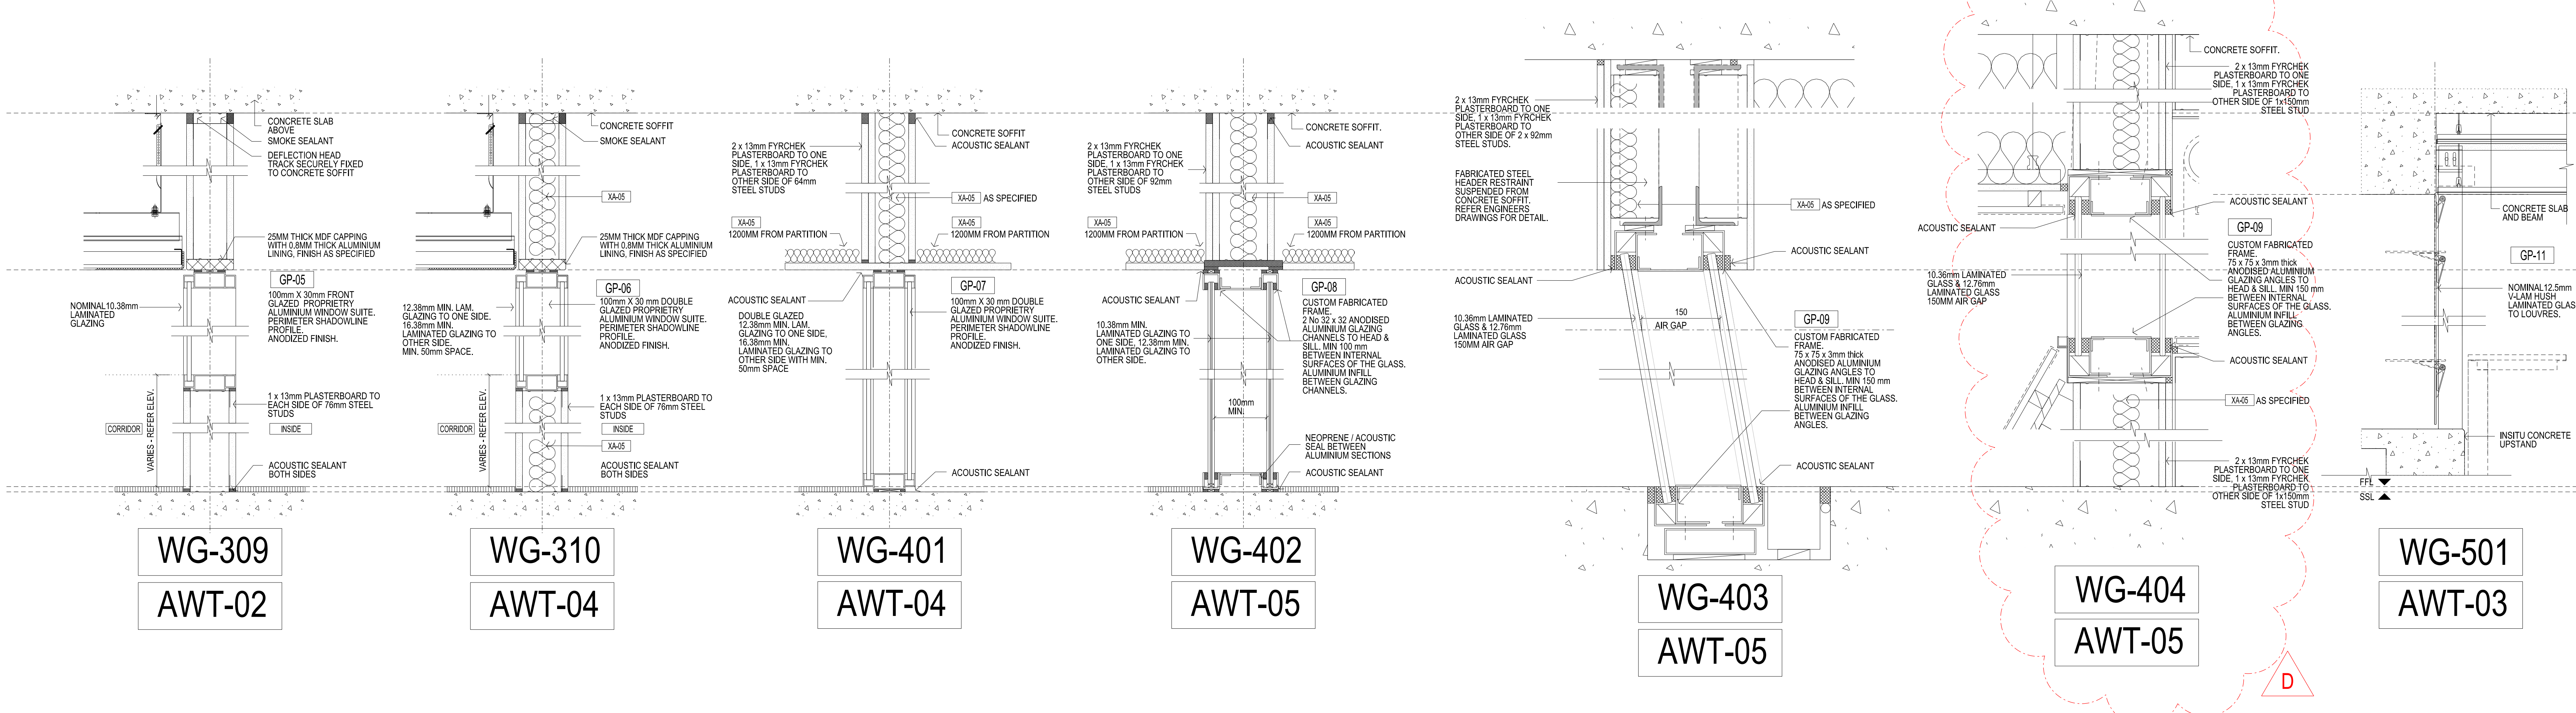 CONCRETE SLAB
ABOVE
SMOKE SEALANT
DEFLECTION HEAD
TRACK SECURELY FIXED
TO CONCRETE SOFFIT
25MM THICK MDF CAPPING
WITH 0.8MM THICK ALUMINIUM
LINING, FINISH AS SPECIFIED
GP-05
100mm X 30mm FRONT
GLAZED PROPRIETRY
ALUMINIUM WINDOW SUITE.
PERIMETER SHADOWLINE
PROFILE.
ANODIZED FINISH.
NOMINAL10.38mm
LAMINATED
GLAZING
VARIES - REFER ELEV.
1 x 13mm PLASTERBOARD TO
EACH SIDE OF 76mm STEEL
STUDS
CORRIDOR
INSIDE
ACOUSTIC SEALANT
BOTH SIDES
WG-309
AWT-02
CONCRETE SOFFIT
SMOKE SEALANT
XA-05
25MM THICK MDF CAPPING
WITH 0.8MM THICK ALUMINIUM
LINING, FINISH AS SPECIFIED
GP-06
100mm X 30 mm DOUBLE
GLAZED PROPRIETRY
ALUMINIUM WINDOW SUITE.
PERIMETER SHADOWLINE
PROFILE.
ANODIZED FINISH.
12.38mm MIN. LAM.
GLAZING TO ONE SIDE.
16.38mm MIN.
LAMINATED GLAZING TO
OTHER SIDE.
MIN. 50mm SPACE.
VARIES - REFER ELEV.
1 x 13mm PLASTERBOARD TO
EACH SIDE OF 76mm STEEL
STUDS
CORRIDOR
INSIDE
XA-05
ACOUSTIC SEALANT
BOTH SIDES
WG-310
AWT-04
2 x 13mm FYRCHEK
PLASTERBOARD TO ONE
SIDE, 1 x 13mm FYRCHEK
PLASTERBOARD TO
OTHER SIDE OF 64mm
STEEL STUDS
CONCRETE SOFFIT
ACOUSTIC SEALANT
XA-05 AS SPECIFIED
XA-05
1200MM FROM PARTITION
XA-05
1200MM FROM PARTITION
GP-07
100mm X 30 mm DOUBLE
GLAZED PROPRIETRY
ALUMINIUM WINDOW SUITE.
PERIMETER SHADOWLINE
PROFILE.
ANODIZED FINISH.
ACOUSTIC SEALANT
DOUBLE GLAZED
12.38mm MIN. LAM.
GLAZING TO ONE SIDE,
16.38mm MIN.
LAMINATED GLAZING TO
OTHER SIDE WITH MIN.
50mm SPACE
ACOUSTIC SEALANT
WG-401
AWT-04
2 x 13mm FYRCHEK
PLASTERBOARD TO ONE
SIDE, 1 x 13mm FYRCHEK
PLASTERBOARD TO
OTHER SIDE OF 92mm
STEEL STUDS
CONCRETE SOFFIT.
ACOUSTIC SEALANT
XA-05
XA-05
1200MM FROM PARTITION
XA-05
1200MM FROM PARTITION
GP-08
CUSTOM FABRICATED
FRAME.
2 No 32 x 32 ANODISED
ALUMINIUM GLAZING
CHANNELS TO HEAD &
SILL. MIN 100 mm
BETWEEN INTERNAL
SURFACES OF THE GLASS.
ALUMINIUM INFILL
BETWEEN GLAZING
CHANNELS.
ACOUSTIC SEALANT
10.38mm MIN.
LAMINATED GLAZING TO
ONE SIDE, 12.38mm MIN.
LAMINATED GLAZING TO
OTHER SIDE.
100mm
MIN.
NEOPRENE / ACOUSTIC
SEAL BETWEEN
ALUMINIUM SECTIONS
ACOUSTIC SEALANT
WG-402
AWT-05
2 x 13mm FYRCHEK
PLASTERBOARD TO ONE
SIDE, 1 x 13mm FYRCHEK
PLASTERBOARD TO
OTHER SIDE OF 2 x 92mm
STEEL STUDS.
FABRICATED STEEL
HEADER RESTRAINT
SUSPENDED FROM
CONCRETE SOFFIT.
REFER ENGINEERS
DRAWINGS FOR DETAIL.
XA-05 AS SPECIFIED
ACOUSTIC SEALANT
ACOUSTIC SEALANT
10.36mm LAMINATED
GLASS & 12.76mm
LAMINATED GLASS
150MM AIR GAP
150
AIR GAP
GP-09
CUSTOM FABRICATED
FRAME.
75 x 75 x 3mm thick
ANODISED ALUMINIUM
GLAZING ANGLES TO
HEAD & SILL. MIN 150 mm
BETWEEN INTERNAL
SURFACES OF THE GLASS.
ALUMINIUM INFILL
BETWEEN GLAZING
ANGLES.
ACOUSTIC SEALANT
WG-403
AWT-05
CONCRETE SOFFIT.
2 x 13mm FYRCHEK
PLASTERBOARD TO ONE
SIDE, 1 x 13mm FYRCHEK
PLASTERBOARD TO
OTHER SIDE OF 1x150mm
STEEL STUD
ACOUSTIC SEALANT
ACOUSTIC SEALANT
GP-09
CUSTOM FABRICATED
FRAME.
75 x 75 x 3mm thick
ANODISED ALUMINIUM
GLAZING ANGLES TO
HEAD & SILL. MIN 150 mm
BETWEEN INTERNAL
SURFACES OF THE GLASS.
ALUMINIUM INFILL
BETWEEN GLAZING
ANGLES.
10.36mm LAMINATED
GLASS & 12.76mm
LAMINATED GLASS
150MM AIR GAP
ACOUSTIC SEALANT
XA-05 AS SPECIFIED
2 x 13mm FYRCHEK
PLASTERBOARD TO ONE
SIDE, 1 x 13mm FYRCHEK
PLASTERBOARD TO
OTHER SIDE OF 1x150mm
STEEL STUD
WG-404
AWT-05
D
CONCRETE SLAB
AND BEAM
GP-11
NOMINAL12.5mm
V-LAM HUSH
LAMINATED GLAS
TO LOUVRES.
INSITU CONCRETE
UPSTAND
FFL
SSL
WG-501
AWT-03